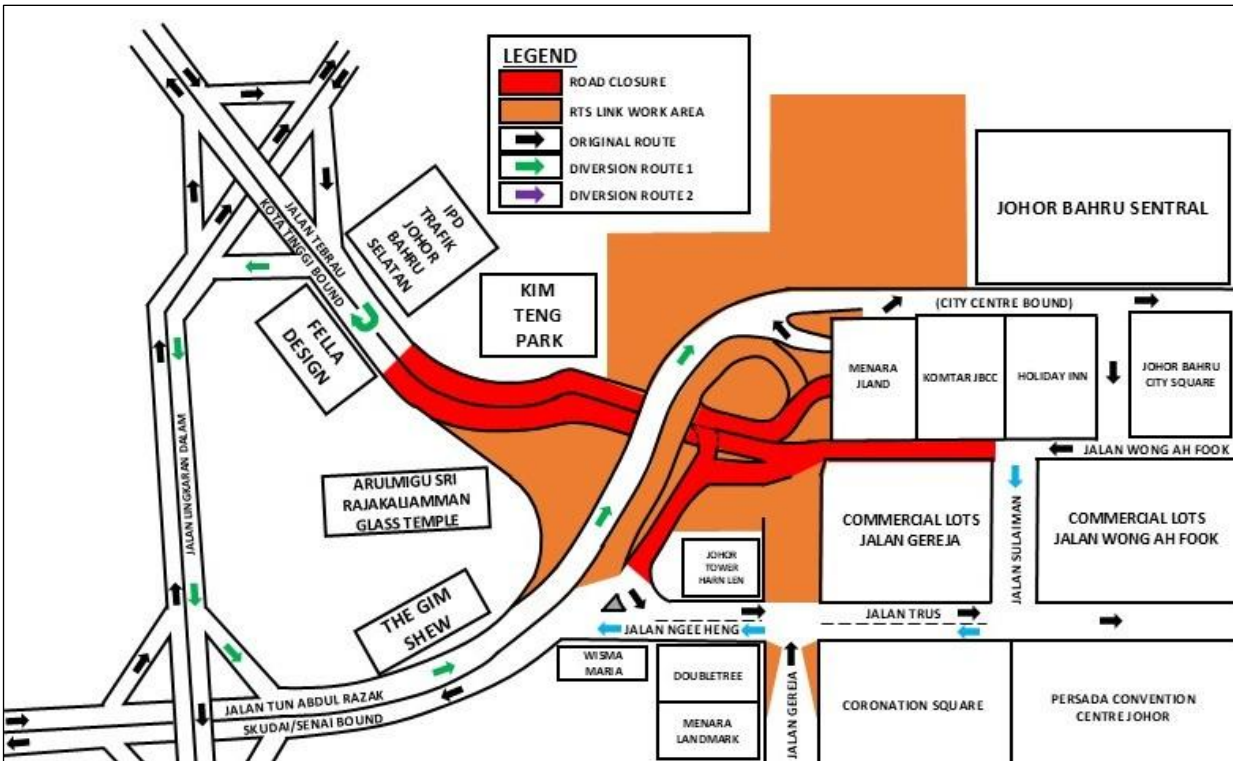 LEGEND
ROAD CLOSURE
RTS LINK WORK AREA
ORIGINAL ROUTE
DIVERSION ROUTE 1
DIVERSION ROUTE 2
JOHOR BAHRU SENTRAL
IPD
TRAFIK
JOHOR
BAHRU
SELATAN
JALAN TEBRAU
KOTA TINGGI BOUND
KIM
TENG
PARK
FELLA
DESIGN
(CITY CENTRE BOUND)
MENARA
JLAND
KOMTAR JBCC
HOLIDAY INN
JOHOR BAHRU
CITY SQUARE
JALAN WONG AH FOOK
JALAN LINGKARAN DALAM
ARULMIGU SRI
RAJAKALIAMMAN
GLASS TEMPLE
COMMERCIAL LOTS
JALAN GEREJA
JALAN SULAIMAN
COMMERCIAL LOTS
JALAN WONG AH FOOK
JOHOR
TOWER
HARN LEN
THE GIM
SHEW
JALAN TRUS
JALAN NGEE HENG
WISMA
MARIA
DOUBLETREE
MENARA
LANDMARK
JALAN GEREJA
CORONATION SQUARE
PERSADA CONVENTION
CENTRE JOHOR
JALAN TUN ABDUL RAZAK
SKUDAI/SENAI BOUND